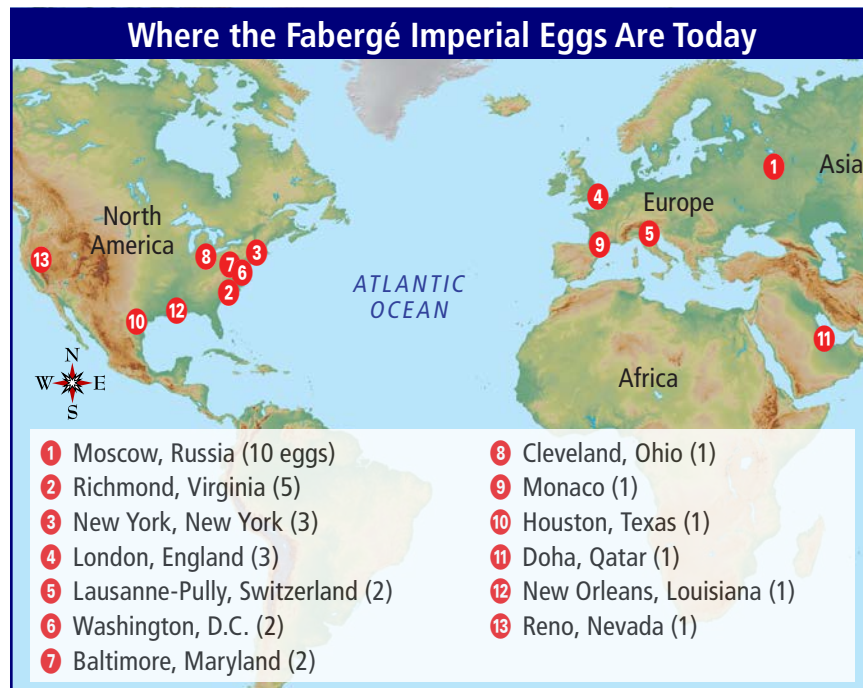 Where the Fabergé Imperial Eggs Are Today
North
America
Europe
Asia
ATLANTIC
OCEAN
Africa
1
4
5
9
3
8
7
6
13
2
12
10
11
N
W E
S
1 Moscow, Russia (10 eggs)
2 Richmond, Virginia (5)
3 New York, New York (3)
4 London, England (3)
5 Lausanne-Pully, Switzerland (2)
6 Washington, D.C. (2)
7 Baltimore, Maryland (2)
8 Cleveland, Ohio (1)
9 Monaco (1)
10 Houston, Texas (1)
11 Doha, Qatar (1)
12 New Orleans, Louisiana (1)
13 Reno, Nevada (1)